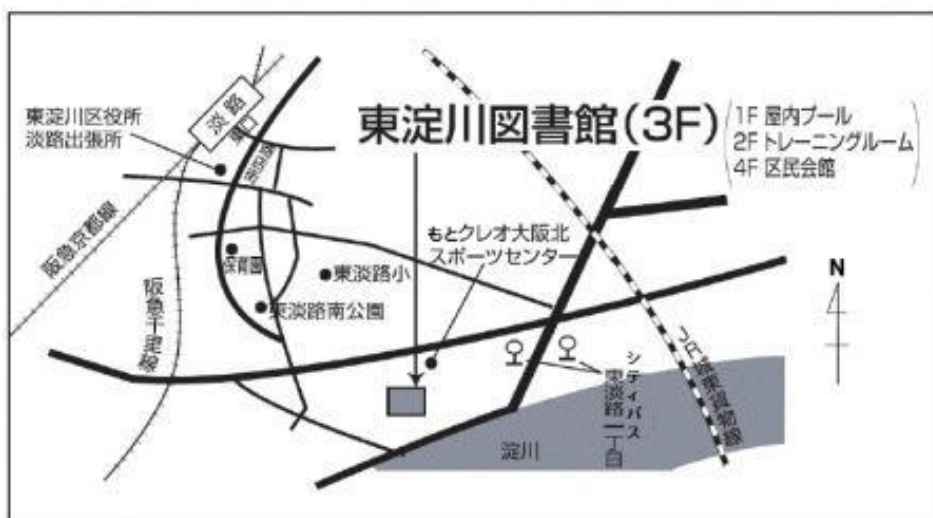 東淀川図書館(3F)
1F 屋内プール
2F トレーニングルーム
4F 区民会館
東淀川区役所
淡路出張所
淡路
阪急京都線
阪急千里線
保育園
東淡路小
東淡路南公園
もとクレオ大阪北
スポーツセンター
N
シティバス
東淡路一丁目
JR城東貨物線
淀川